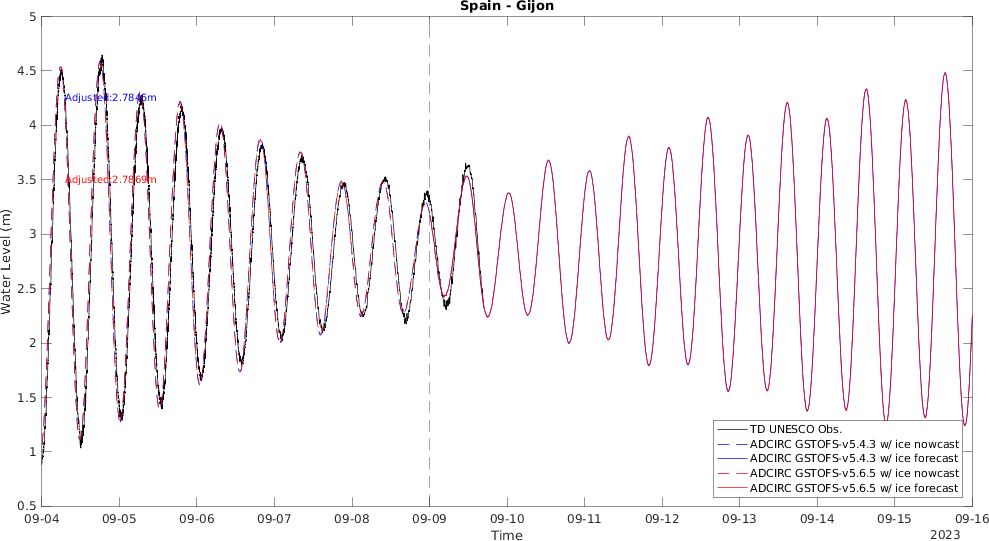 Spain - Gijon
5
4.5
4
3.5
3
2.5
2
1.5
1
0.5
Water Level (m)
Adjusted:2.7846m
Adjusted:2.7869m
TD UNESCO Obs.
ADCIRC GSTOFS-v5.4.3 w/ ice nowcast
ADCIRC GSTOFS-v5.4.3 w/ ice forecast
ADCIRC GSTOFS-v5.6.5 w/ ice nowcast
ADCIRC GSTOFS-v5.6.5 w/ ice forecast
09-04 09-05 09-06 09-07 09-08 09-09 09-10 09-11 09-12 09-13 09-14 09-15 09-16
Time
2023